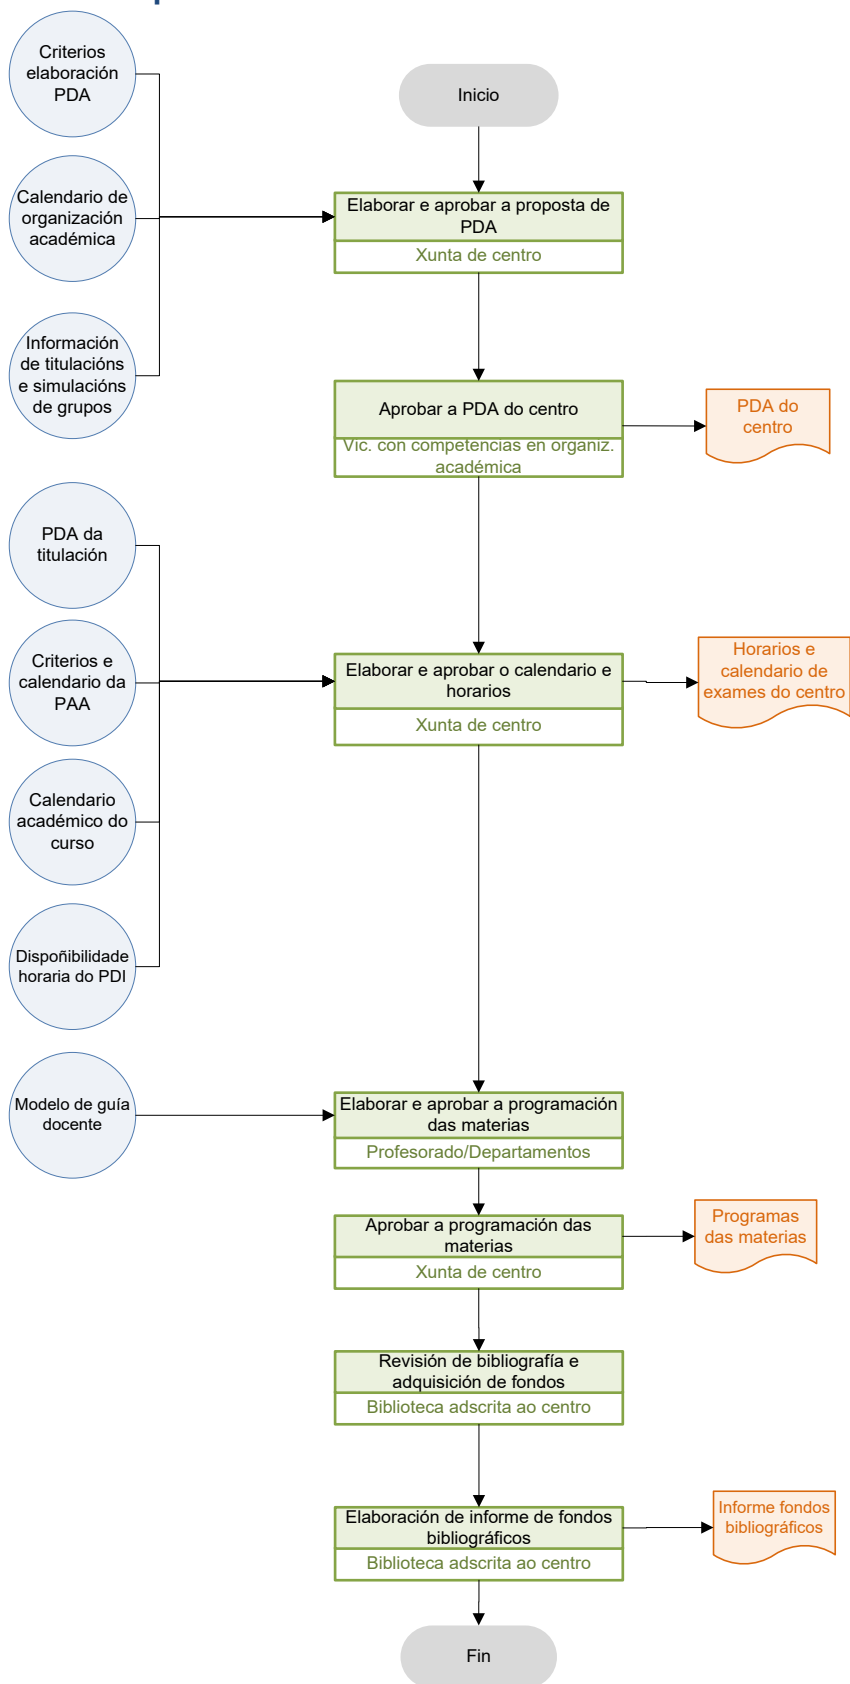 Criterios
elaboración
PDA
Inicio
Calendario de
organización
académica
Elaborar e aprobar a proposta de
PDA
Xunta de centro
Información
de titulacións
e simulacións
de grupos
Aprobar a PDA do centro
Vic. con competencias en organiz.
académica
PDA do
centro
PDA da
titulación
Criterios e
calendario da
PAA
Elaborar e aprobar o calendario e
horarios
Xunta de centro
Horarios e
calendario de
exames do centro
Calendario
académico do
curso
Dispoñibilidade
horaria do PDI
Modelo de guía
docente
Elaborar e aprobar a programación
das materias
Profesorado/Departamentos
Aprobar a programación das
materias
Xunta de centro
Programas
das materias
Revisión de bibliografía e
adquisición de fondos
Biblioteca adscrita ao centro
Elaboración de informe de fondos
bibliográficos
Biblioteca adscrita ao centro
Informe fondos
bibliográficos
Fin